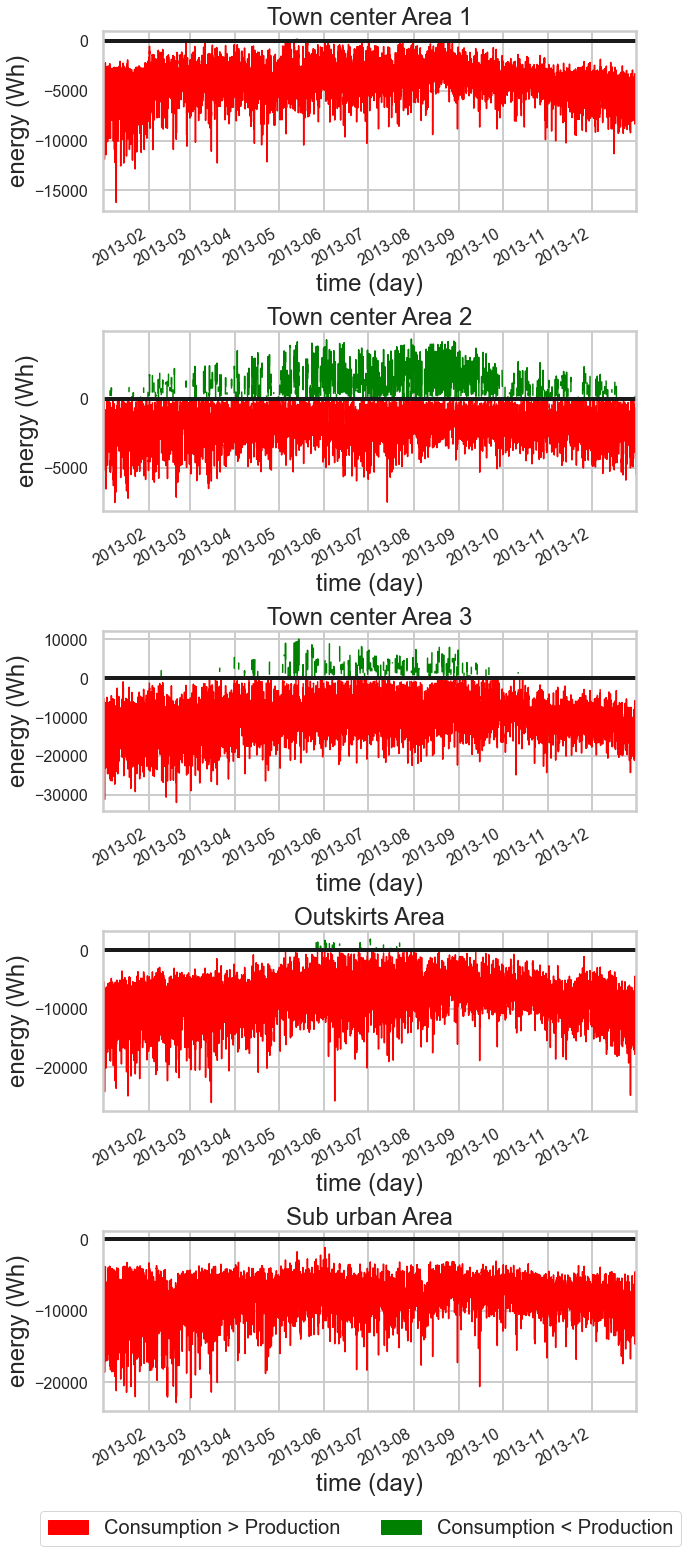 Town center Area 1
energy (Wh)
0
−5000
−10000
−15000
2013-02 2013-03 2013-04 2013-05 2013-06 2013-07 2013-08 2013-09 2013-10 2013-11 2013-12
time (day)
Town center Area 2
energy (Wh)
0
−5000
2013-02 2013-03 2013-04 2013-05 2013-06 2013-07 2013-08 2013-09 2013-10 2013-11 2013-12
time (day)
Town center Area 3
energy (Wh)
10000
0
−10000
−20000
−30000
2013-02 2013-03 2013-04 2013-05 2013-06 2013-07 2013-08 2013-09 2013-10 2013-11 2013-12
time (day)
Outskirts Area
energy (Wh)
0
−10000
−20000
2013-02 2013-03 2013-04 2013-05 2013-06 2013-07 2013-08 2013-09 2013-10 2013-11 2013-12
time (day)
Sub urban Area
energy (Wh)
0
−10000
−20000
2013-02 2013-03 2013-04 2013-05 2013-06 2013-07 2013-08 2013-09 2013-10 2013-11 2013-12
time (day)
Consumption > Production Consumption < Production